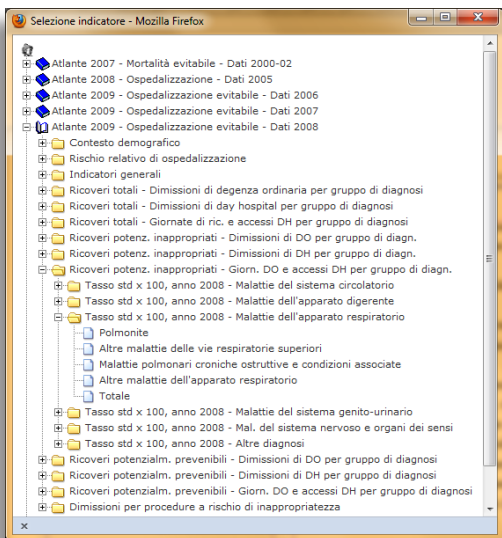 Selezione indicatore - Mozilla Firefox
Atlante 2007 - Mortalità evitabile - Dati 2000-02
Atlante 2008 - Ospedalizzazione - Dati 2005
Atlante 2009 - Ospedalizzazione evitabile - Dati 2006
Atlante 2009 - Ospedalizzazione evitabile - Dati 2007
Atlante 2009 - Ospedalizzazione evitabile - Dati 2008
Contesto demografico
Rischio relativo di ospedalizzazione
Indicatori generali
Ricoveri totali - Dimissioni di degenza ordinaria per gruppo di diagnosi
Ricoveri totali - Dimissioni di day hospital per gruppo di diagnosi
Ricoveri totali - Giornate di ric. e accessi DH per gruppo di diagnosi
Ricoveri potenz. inappropriati - Dimissioni di DO per gruppo di diagn.
Ricoveri potenz. inappropriati - Dimissioni di DH per gruppo di diagn.
Ricoveri potenz. inappropriati - Giorn. DO e accessi DH per gruppo di diagn.
Tasso std x 100, anno 2008 - Malattie del sistema circolatorio
Tasso std x 100, anno 2008 - Malattie dell'apparato digerente
Tasso std x 100, anno 2008 - Malattie dell'apparato respiratorio
Polmonite
Altre malattie delle vie respiratorie superiori
Malattie polmonari croniche ostruttive e condizioni associate
Altre malattie dell'apparato respiratorio
Totale
Tasso std x 100, anno 2008 - Malattie del sistema genito-urinario
Tasso std x 100, anno 2008 - Mal. del sistema nervoso e organi dei sensi
Tasso std x 100, anno 2008 - Altre diagnosi
Ricoveri potenzialm. prevenibili - Dimissioni di DO per gruppo di diagnosi
Ricoveri potenzialm. prevenibili - Dimissioni di DH per gruppo di diagnosi
Ricoveri potenzialm. prevenibili - Giorn. DO e accessi DH per gruppo di diagnosi
Dimissioni per procedure a rischio di inappropriatezza